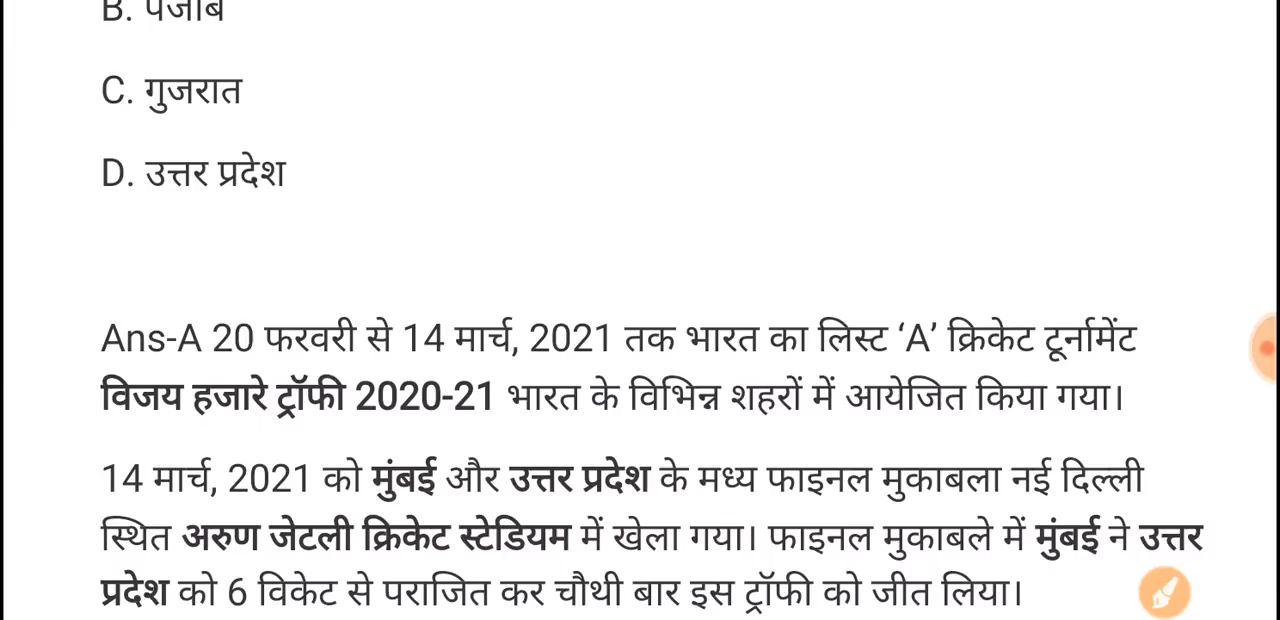 B. पंजाब
C. गुजरात
D. उत्तर प्रदेश
Ans-A 20 फरवरी से 14 मार्च, 2021 तक भारत का लिस्ट ‘A’ क्रिकेट टूर्नामेंट
विजय हजारे ट्रॉफी 2020-21 भारत के विभिन्न शहरों में आयेजित किया गया।
14 मार्च, 2021 को मुंबई और उत्तर प्रदेश के मध्य फाइनल मुकाबला नई दिल्ली
स्थित अरुण जेटली क्रिकेट स्टेडियम में खेला गया। फाइनल मुकाबले में मुंबई ने उत्तर
प्रदेश को 6 विकेट से पराजित कर चौथी बार इस ट्रॉफी को जीत लिया।